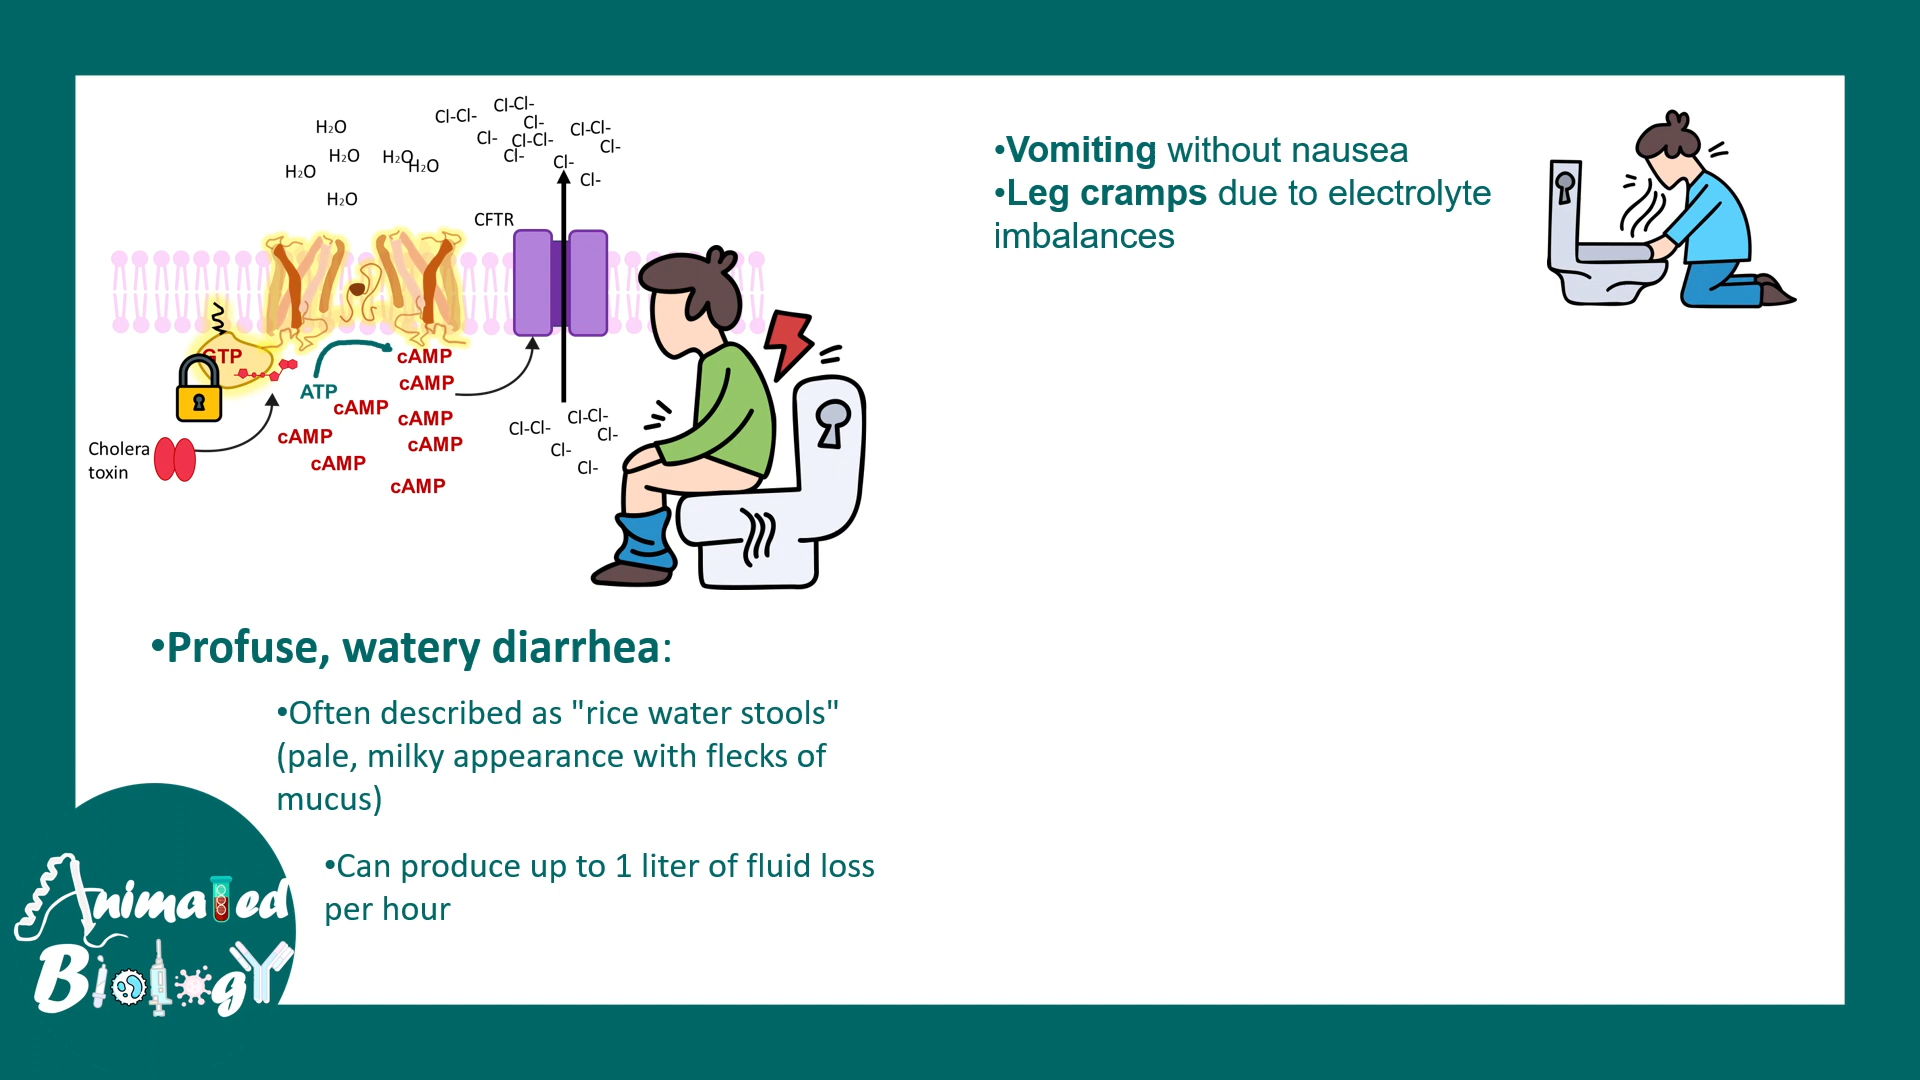 Cl-Cl-
Cl-Cl-
Cl-
Cl-
Cl-Cl-
Cl-
Cl-Cl-
Cl-
Cl-
Cl-
H₂O
H₂O
H₂O
H₂O
H₂O
H₂O
CFTR
GTP
ATP
cAMP
cAMP
cAMP
cAMP
cAMP
cAMP
cAMP
cAMP
Cl-Cl-
Cl-Cl-
Cl-
Cl-
Cl-
Cholera
toxin
•Profuse, watery diarrhea:
•Often described as "rice water stools"
(pale, milky appearance with flecks of
mucus)
•Can produce up to 1 liter of fluid loss
per hour
•Vomiting without nausea
•Leg cramps due to electrolyte
imbalances
Animated
Biology